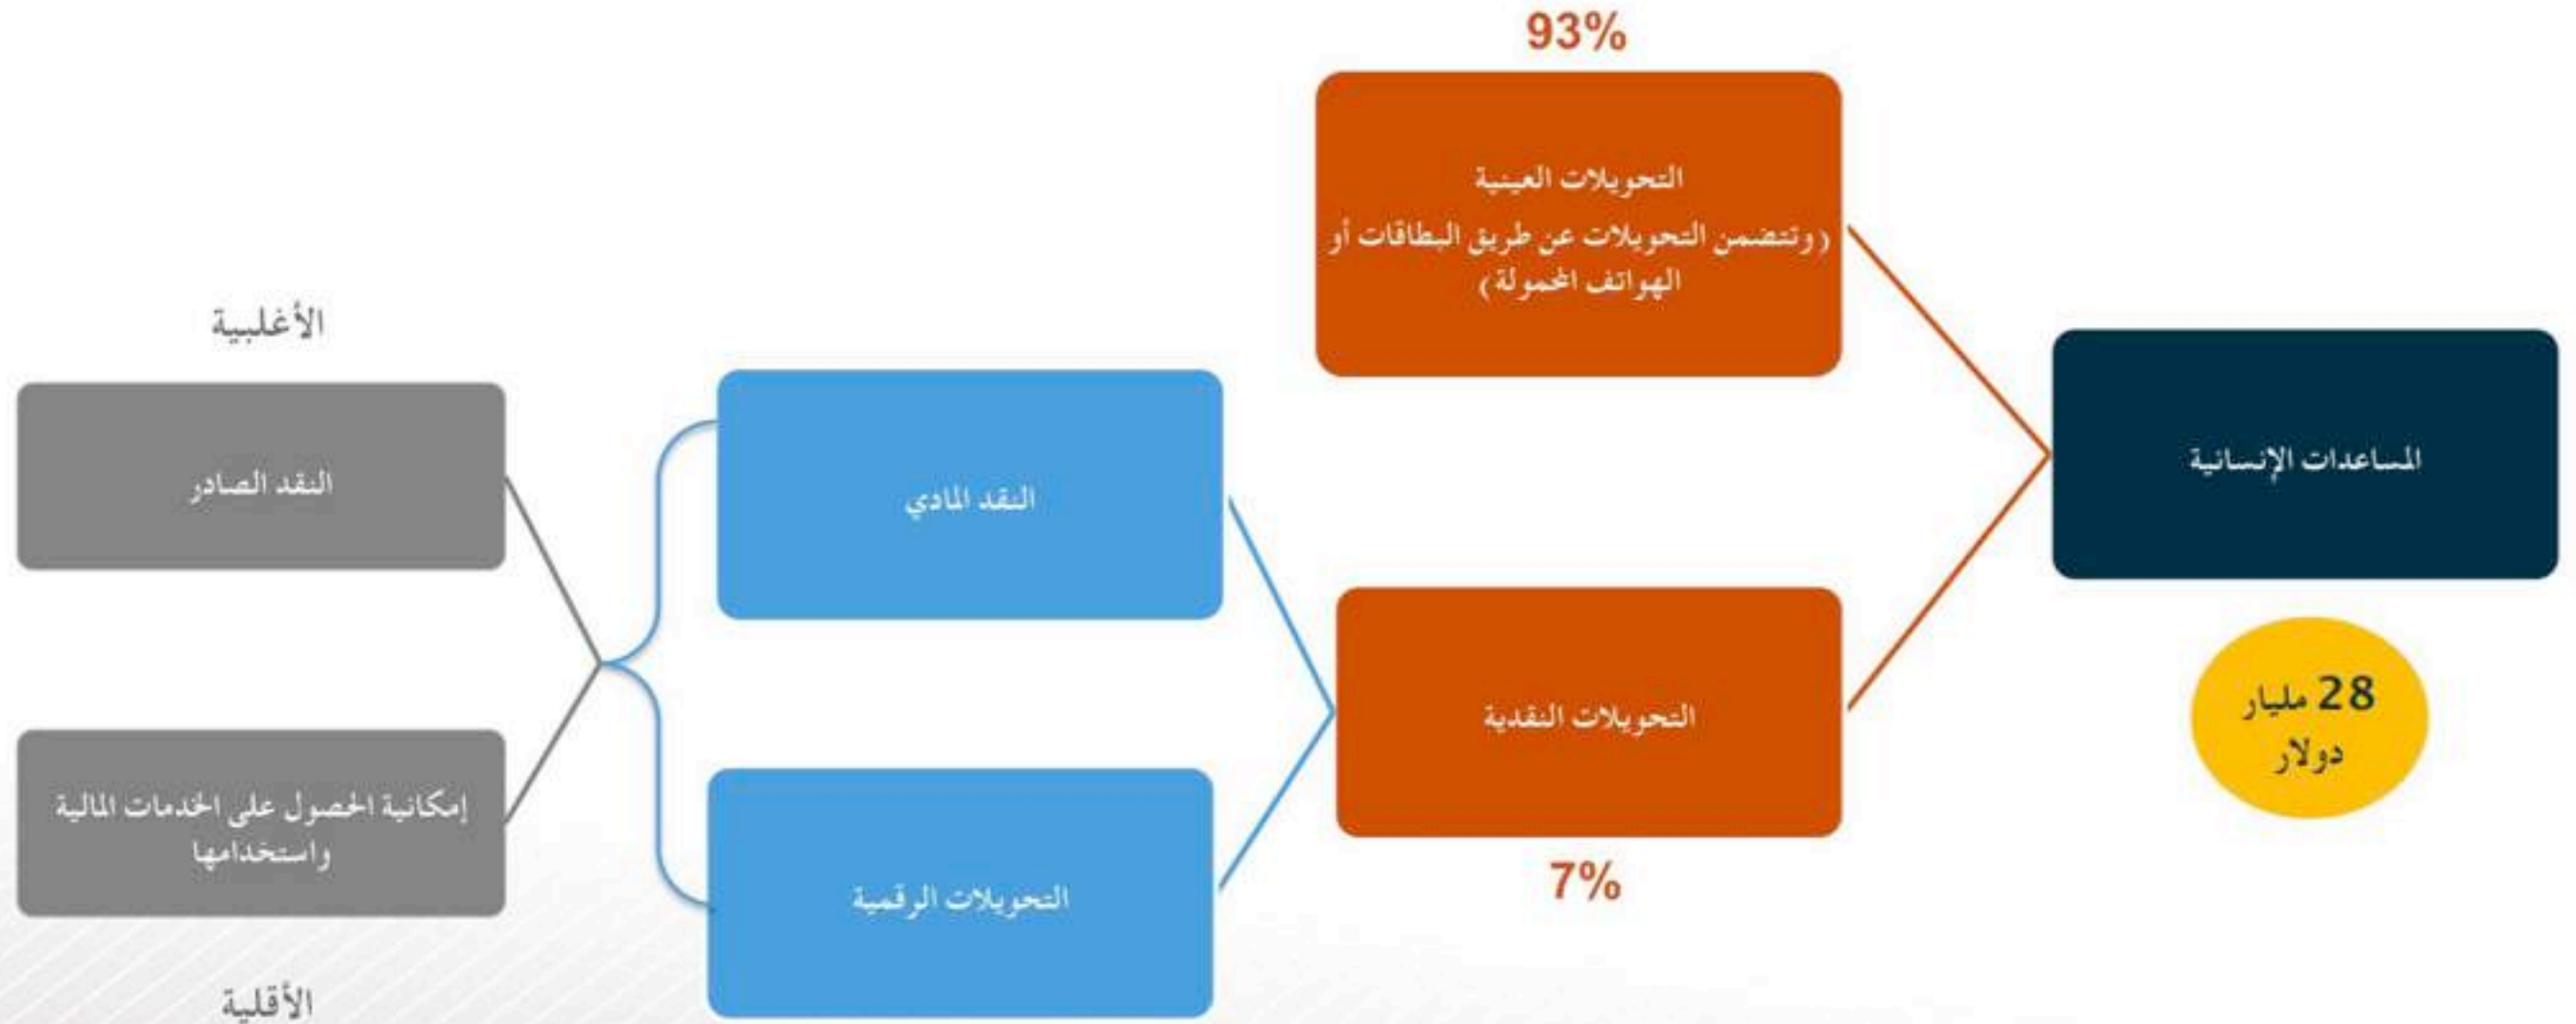 المساعدات الإنسانية
28 مليار
دولار
93%
التحويلات العينية
(وتتضمن التحويلات عن طريق البطاقات أو
الهواتف المحمولة)
التحويلات النقدية
7%
النقد المادي
التحويلات الرقمية
الأغلبية
النقد الصادر
إمكانية الحصول على الخدمات المالية
واستخدامها
الأقلية